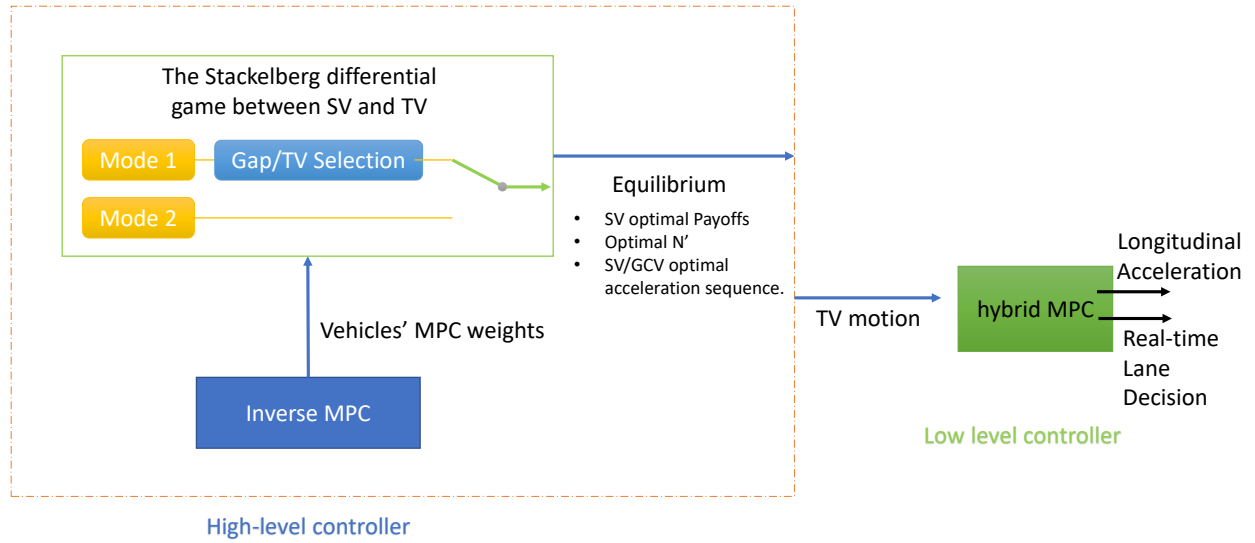 The Stackelberg differential
game between SV and TV
Mode 1
Gap/TV Selection
Mode 2
Equilibrium
• SV optimal Payoffs
• Optimal N’
• SV/GCV optimal
acceleration sequence.
Vehicles’ MPC weights
Inverse MPC
High-level controller
TV motion
hybrid MPC
Longitudinal
Acceleration
Real-time
Lane
Decision
Low level controller